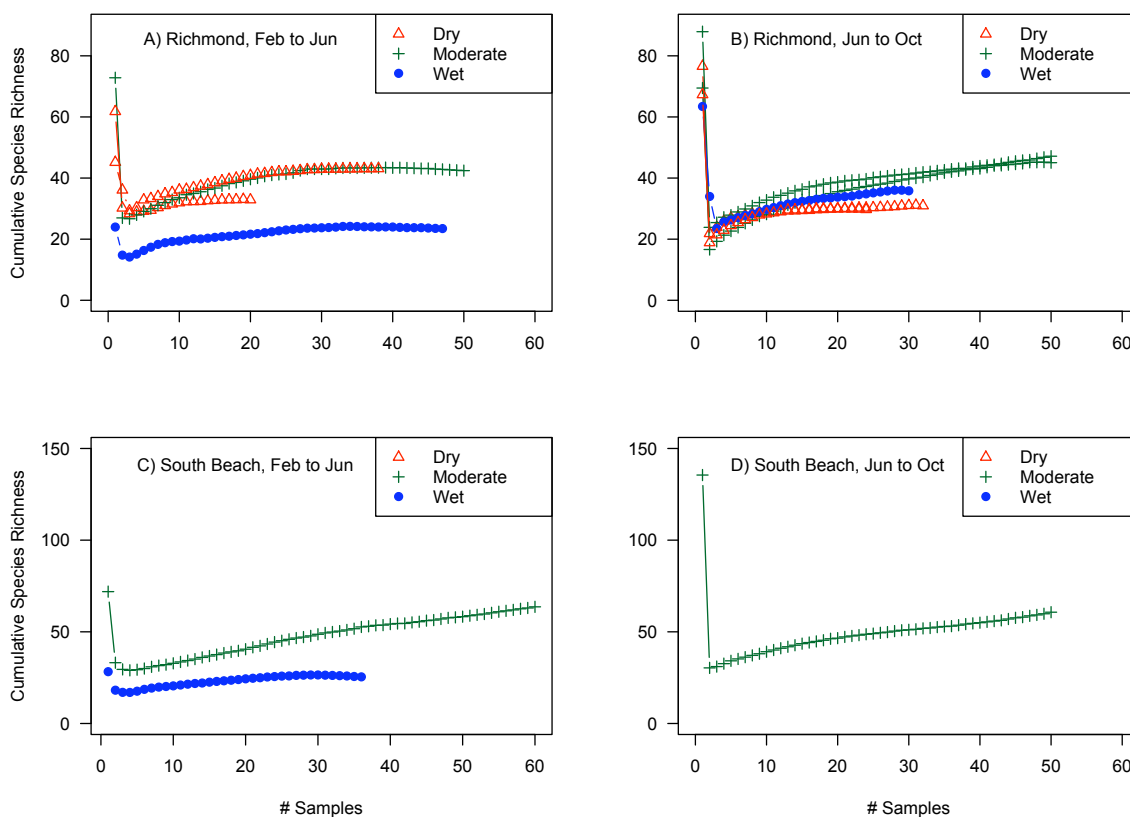 A) Richmond, Feb to Jun
Dry
Moderate
Wet
Cumulative Species Richness
80
60
40
20
0
0 10 20 30 40 50 60
B) Richmond, Jun to Oct
Dry
Moderate
Wet
80
60
40
20
0
0 10 20 30 40 50 60
C) South Beach, Feb to Jun
Dry
Moderate
Wet
Cumulative Species Richness
150
100
50
0
0 10 20 30 40 50 60
# Samples
D) South Beach, Jun to Oct
Dry
Moderate
Wet
150
100
50
0
0 10 20 30 40 50 60
# Samples